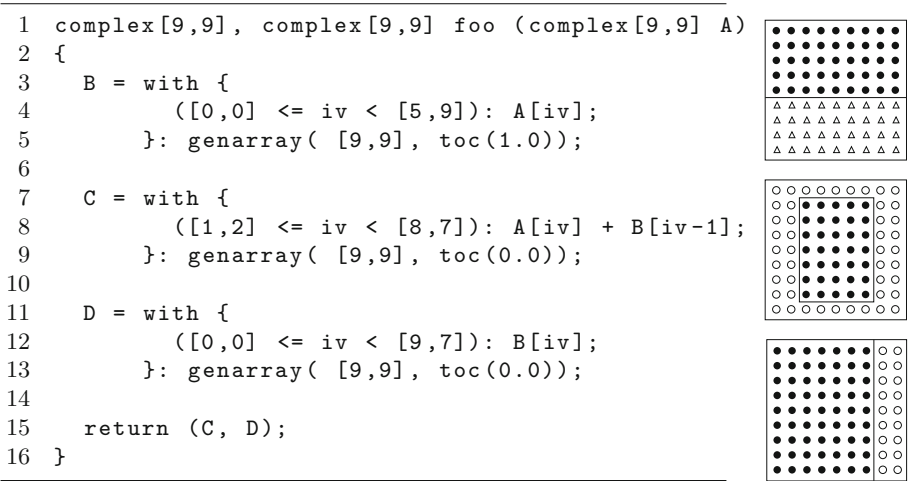 1 complex[9,9], complex[9,9] foo (complex[9,9] A)
2 {
3   B = with {
4         ([0,0] <= iv < [5,9]): A[iv];
5       }: genarray( [9,9], toc(1.0));
6
7   C = with {
8         ([1,2] <= iv < [8,7]): A[iv] + B[iv-1];
9       }: genarray( [9,9], toc(0.0));
10
11   D = with {
12         ([0,0] <= iv < [9,7]): B[iv];
13       }: genarray( [9,9], toc(0.0));
14
15   return (C, D);
16 }